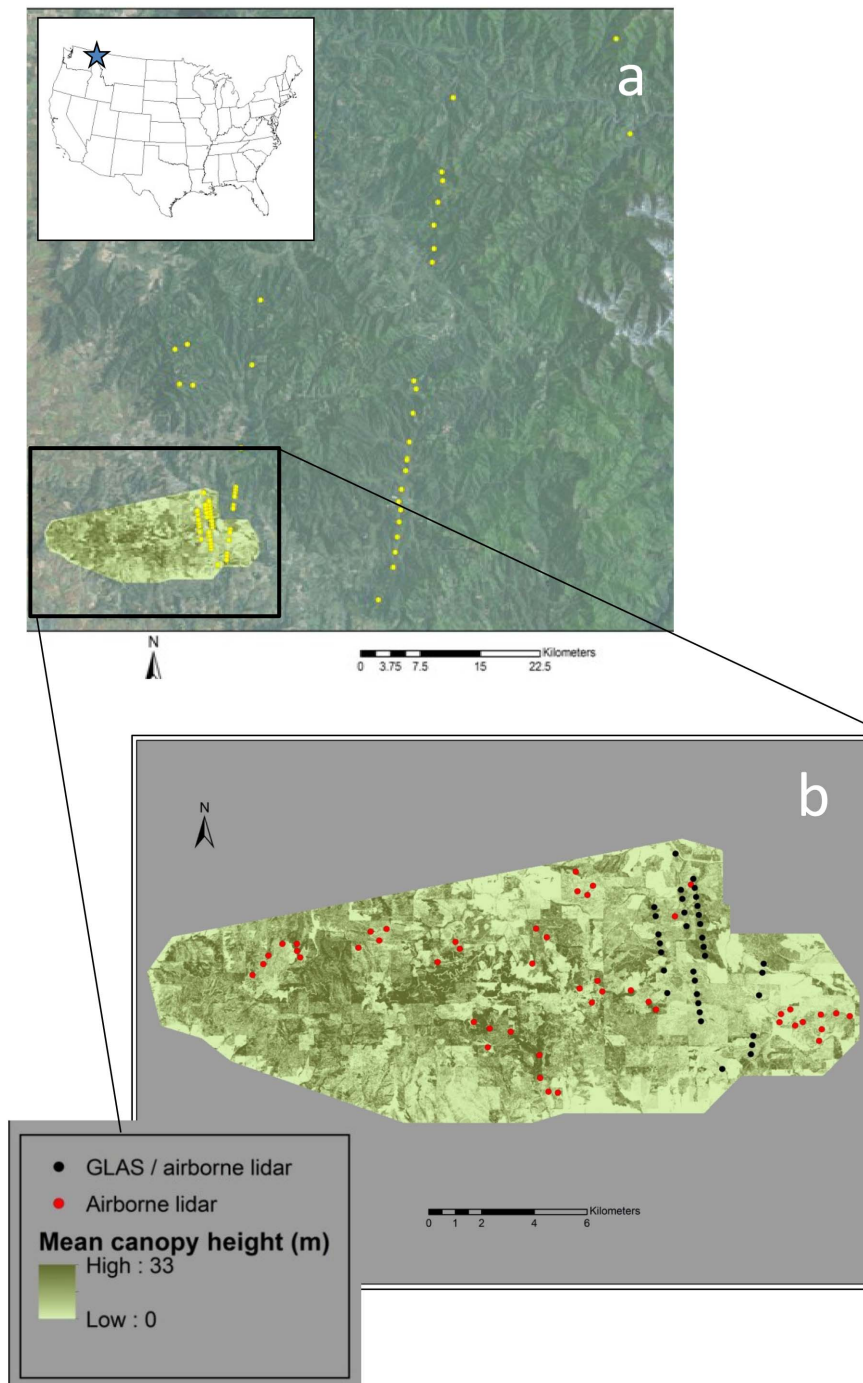 a
N
Kilometers
0 3.75 7.5 15 22.5
b
N
GLAS / airborne lidar
Airborne lidar
Mean canopy height (m)
High : 33
Low : 0
Kilometers
0 1 2 4 6